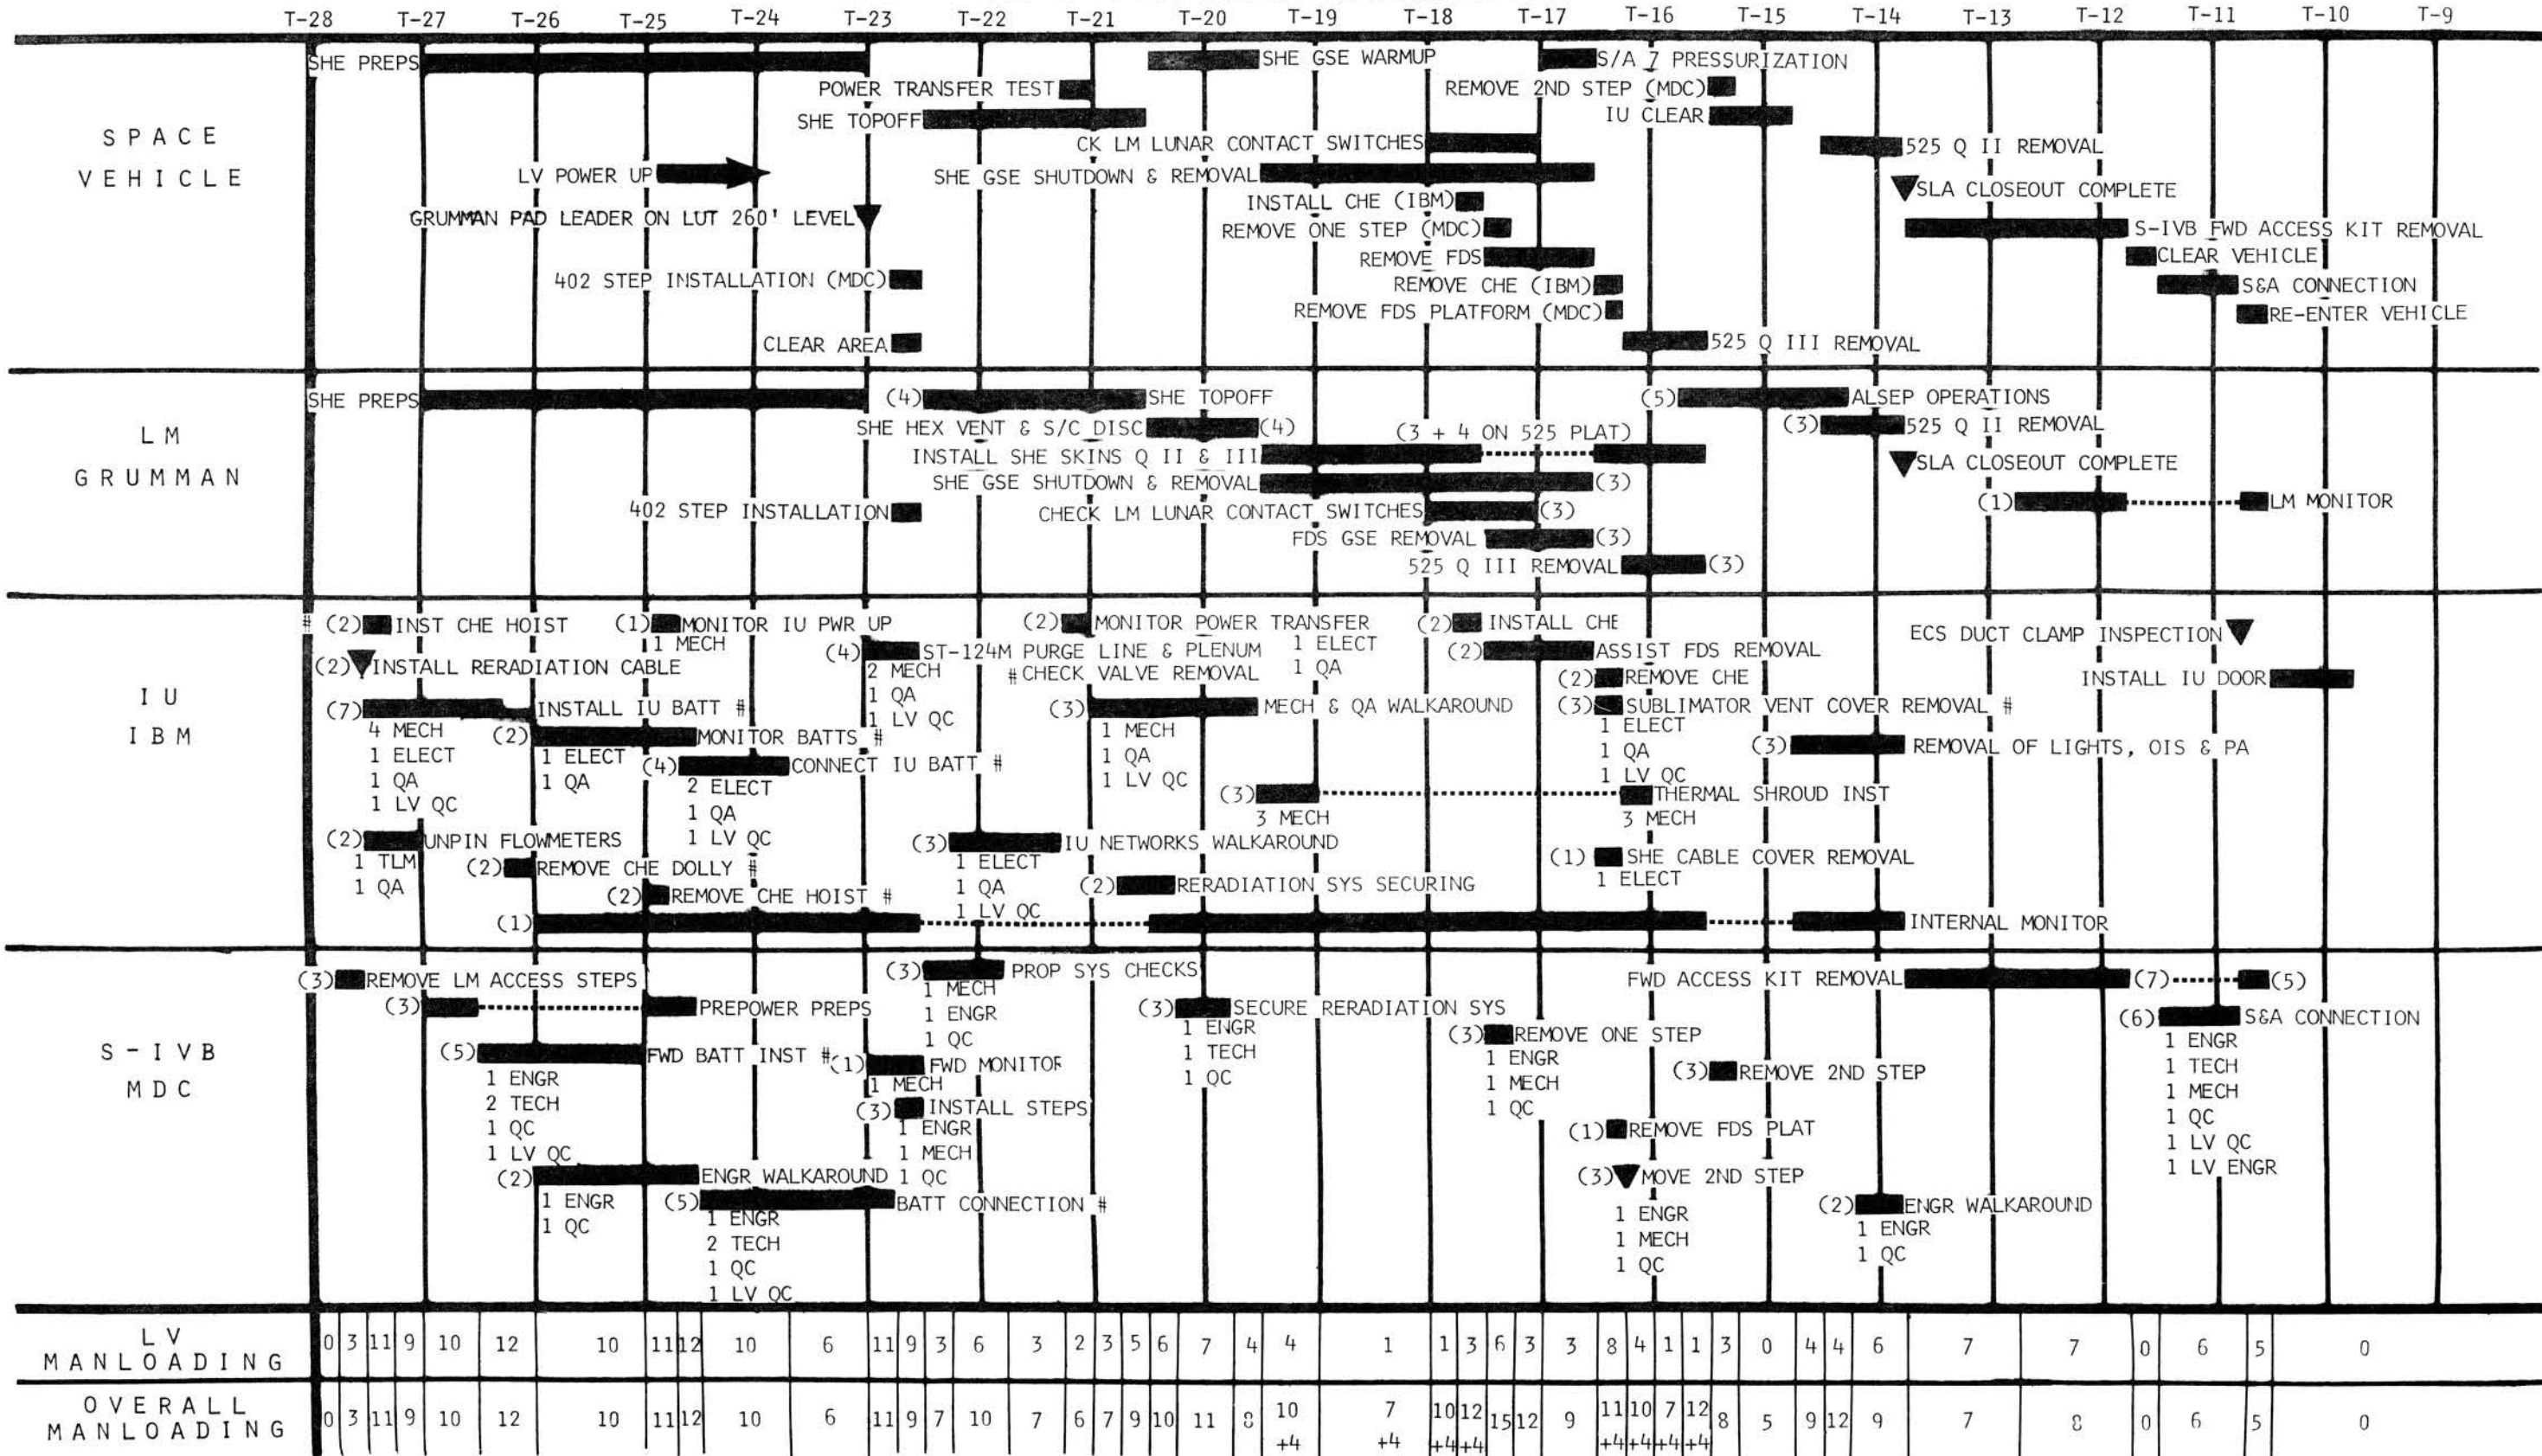 T-28 T-27 T-26 T-25 T-24 T-23 T-22 T-21 T-20 T-19 T-18 T-17 T-16 T-15 T-14 T-13 T-12 T-11 T-10 T-9
SPACE
VEHICLE
SHE PREPS
SHE GSE WARMUP
S/A 7 PRESSURIZATION
POWER TRANSFER TEST
REMOVE 2ND STEP (MDC)
SHE TOPOFF
IU CLEAR
CK LM LUNAR CONTACT SWITCHES
525 Q II REMOVAL
LV POWER UP
SHE GSE SHUTDOWN & REMOVAL
SLA CLOSEOUT COMPLETE
INSTALL CHE (IBM)
GRUMMAN PAD LEADER ON LUT 260' LEVEL
REMOVE ONE STEP (MDC)
S-IVB FWD ACCESS KIT REMOVAL
REMOVE FDS
CLEAR VEHICLE
402 STEP INSTALLATION (MDC)
REMOVE CHE (IBM)
S&A CONNECTION
REMOVE FDS PLATFORM (MDC)
RE-ENTER VEHICLE
CLEAR AREA
525 Q III REMOVAL
LM
GRUMMAN
SHE PREPS
(4) SHE TOPOFF
(5) ALSEP OPERATIONS
SHE HEX VENT & S/C DISC (4)
(3 + 4 ON 525 PLAT)
(3) 525 Q II REMOVAL
INSTALL SHE SKINS Q II & III
SLA CLOSEOUT COMPLETE
SHE GSE SHUTDOWN & REMOVAL (3)
(1) LM MONITOR
402 STEP INSTALLATION
CHECK LM LUNAR CONTACT SWITCHES (3)
FDS GSE REMOVAL (3)
525 Q III REMOVAL (3)
IU
IBM
# (2) INST CHE HOIST
(1) MONITOR IU PWR UP
1 MECH
(2) MONITOR POWER TRANSFER
1 ELECT
1 QA
(2) INSTALL CHE
ECS DUCT CLAMP INSPECTION
(2) INSTALL RERADIATION CABLE
(4) ST-124M PURGE LINE & PLENUM
# CHECK VALVE REMOVAL
2 MECH
1 QA
1 LV QC
(2) ASSIST FDS REMOVAL
(2) REMOVE CHE
INSTALL IU DOOR
(7) INSTALL IU BATT #
4 MECH
1 ELECT
1 QA
1 LV QC
(3) MECH & QA WALKAROUND
1 MECH
1 QA
1 LV QC
(3) SUBLIMATOR VENT COVER REMOVAL #
1 ELECT
1 QA
1 LV QC
(2) MONITOR BATTS #
1 ELECT
1 QA
(3) REMOVAL OF LIGHTS, OIS & PA
(4) CONNECT IU BATT #
2 ELECT
1 QA
1 LV QC
(3) THERMAL SHROUD INST
3 MECH
3 MECH
(2) UNPIN FLOWMETERS
1 TLM
1 QA
(3) IU NETWORKS WALKAROUND
1 ELECT
1 QA
1 LV QC
(1) SHE CABLE COVER REMOVAL
1 ELECT
(2) REMOVE CHE DOLLY #
(2) RERADIATION SYS SECURING
(2) REMOVE CHE HOIST #
(1) INTERNAL MONITOR
S-IVB
MDC
(3) REMOVE LM ACCESS STEPS
(3) PROP SYS CHECKS
1 MECH
1 ENGR
1 QC
FWD ACCESS KIT REMOVAL (7) (5)
(3) PREPOWER PREPS
(3) SECURE RERADIATION SYS
1 ENGR
1 TECH
1 QC
(6) S&A CONNECTION
1 ENGR
1 TECH
1 MECH
1 QC
1 LV QC
1 LV ENGR
(3) REMOVE ONE STEP
1 ENGR
1 MECH
1 QC
(5) FWD BATT INST #
1 ENGR
2 TECH
1 QC
1 LV QC
(1) FWD MONITOR
1 MECH
(3) REMOVE 2ND STEP
(3) INSTALL STEPS
1 ENGR
1 MECH
1 QC
(1) REMOVE FDS PLAT
(2) ENGR WALKAROUND
1 ENGR
1 QC
(3) MOVE 2ND STEP
1 ENGR
1 MECH
1 QC
(5) BATT CONNECTION #
1 ENGR
2 TECH
1 QC
1 LV QC
(2) ENGR WALKAROUND
1 ENGR
1 QC
LV
MANLOADING
0 3 11 9 10 12 10 11 12 10 6 11 9 3 6 3 2 3 5 6 7 4 4 1 1 3 6 3 3 8 4 1 1 3 0 4 4 6 7 7 0 6 5 0
OVERALL
MANLOADING
0 3 11 9 10 12 10 11 12 10 6 11 9 7 10 7 6 7 9 10 11 8 10 7 10 12 15 12 9 11 10 7 12 8 5 9 12 9 7 8 0 6 5 0
+4 +4 +4 +4 +4 +4 +4 +4